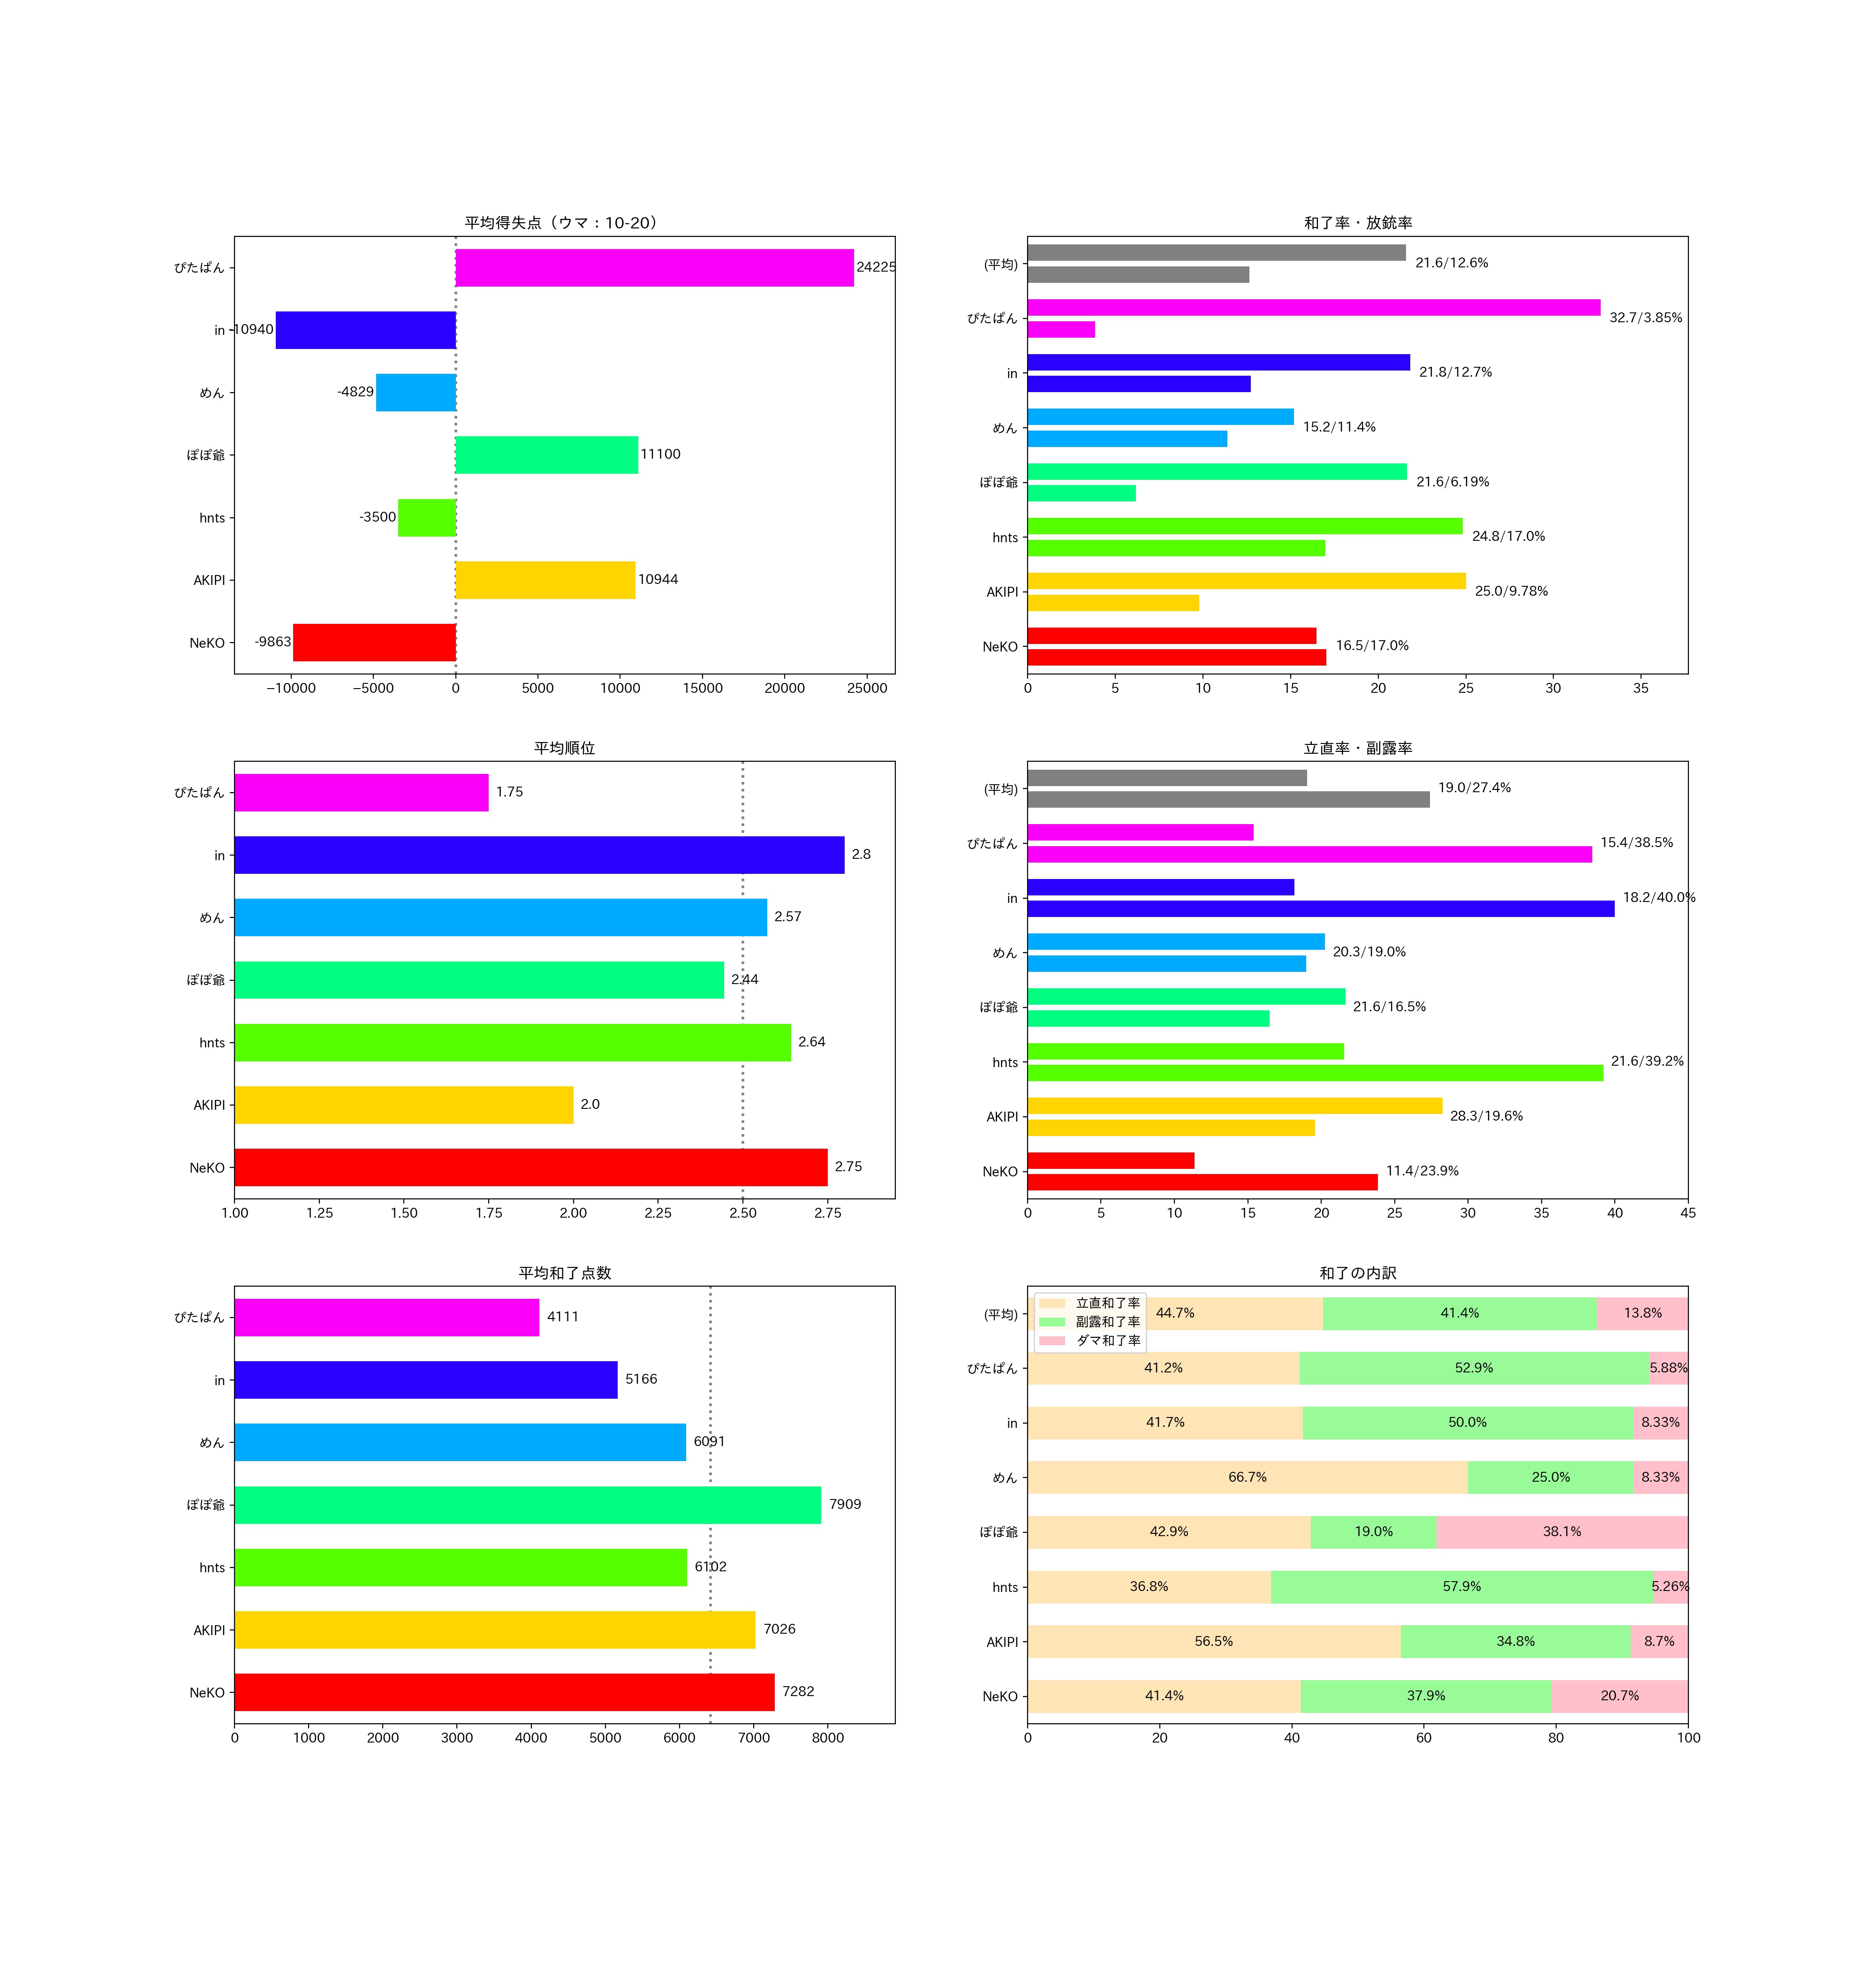 平均得失点（ウマ：10-20）
ぴたぱん
24225
in
-10940
めん
-4829
ぽぽ爺
11100
hnts
-3500
AKIPI
10944
NeKO
-9863
−10000 −5000 0 5000 10000 15000 20000 25000
和了率・放銃率
(平均)
21.6/12.6%
ぴたぱん
32.7/3.85%
in
21.8/12.7%
めん
15.2/11.4%
ぽぽ爺
21.6/6.19%
hnts
24.8/17.0%
AKIPI
25.0/9.78%
NeKO
16.5/17.0%
0 5 10 15 20 25 30 35
平均順位
ぴたぱん
1.75
in
2.8
めん
2.57
ぽぽ爺
2.44
hnts
2.64
AKIPI
2.0
NeKO
2.75
1.00 1.25 1.50 1.75 2.00 2.25 2.50 2.75
立直率・副露率
(平均)
19.0/27.4%
ぴたぱん
15.4/38.5%
in
18.2/40.0%
めん
20.3/19.0%
ぽぽ爺
21.6/16.5%
hnts
21.6/39.2%
AKIPI
28.3/19.6%
NeKO
11.4/23.9%
0 5 10 15 20 25 30 35 40 45
平均和了点数
ぴたぱん
4111
in
5166
めん
6091
ぽぽ爺
7909
hnts
6102
AKIPI
7026
NeKO
7282
0 1000 2000 3000 4000 5000 6000 7000 8000
和了の内訳
立直和了率
副露和了率
ダマ和了率
(平均) 44.7% 41.4% 13.8%
ぴたぱん 41.2% 52.9% 5.88%
in 41.7% 50.0% 8.33%
めん 66.7% 25.0% 8.33%
ぽぽ爺 42.9% 19.0% 38.1%
hnts 36.8% 57.9% 5.26%
AKIPI 56.5% 34.8% 8.7%
NeKO 41.4% 37.9% 20.7%
0 20 40 60 80 100